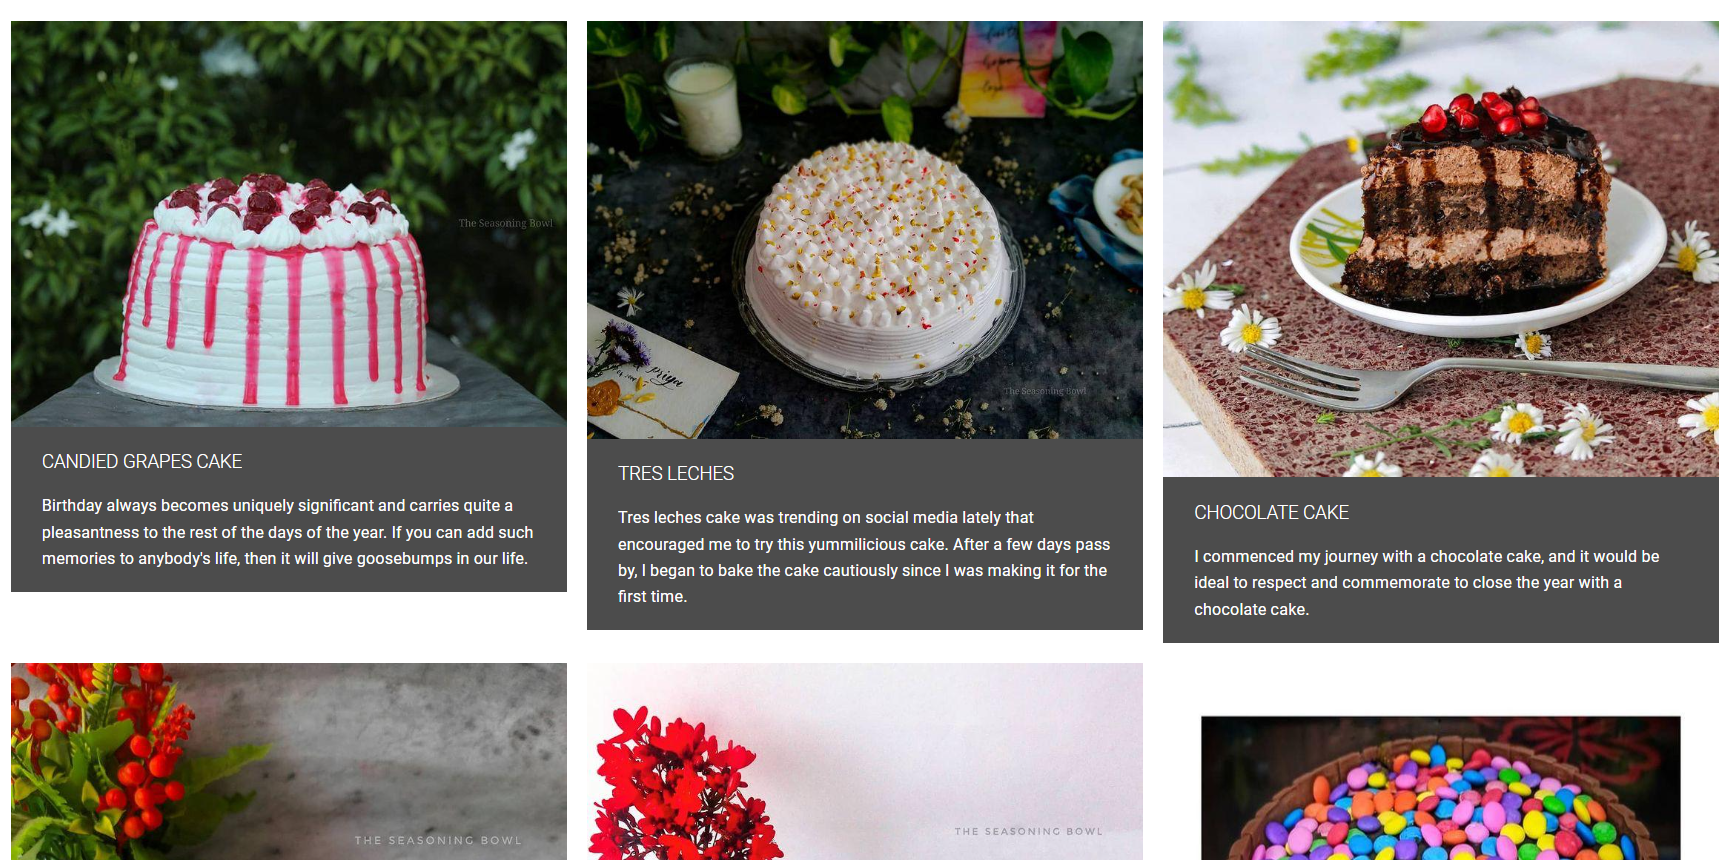 The Seasoning Bowl
priya
The Seasoning Bowl
CANDIED GRAPES CAKE
Birthday always becomes uniquely significant and carries quite a
pleasantness to the rest of the days of the year. If you can add such
memories to anybody's life, then it will give goosebumps in our life.
TRES LECHES
Tres leches cake was trending on social media lately that
encouraged me to try this yummilicious cake. After a few days pass
by, I began to bake the cake cautiously since I was making it for the
first time.
CHOCOLATE CAKE
I commenced my journey with a chocolate cake, and it would be
ideal to respect and commemorate to close the year with a
chocolate cake.
THE SEASONING BOWL
THE SEASONING BOWL